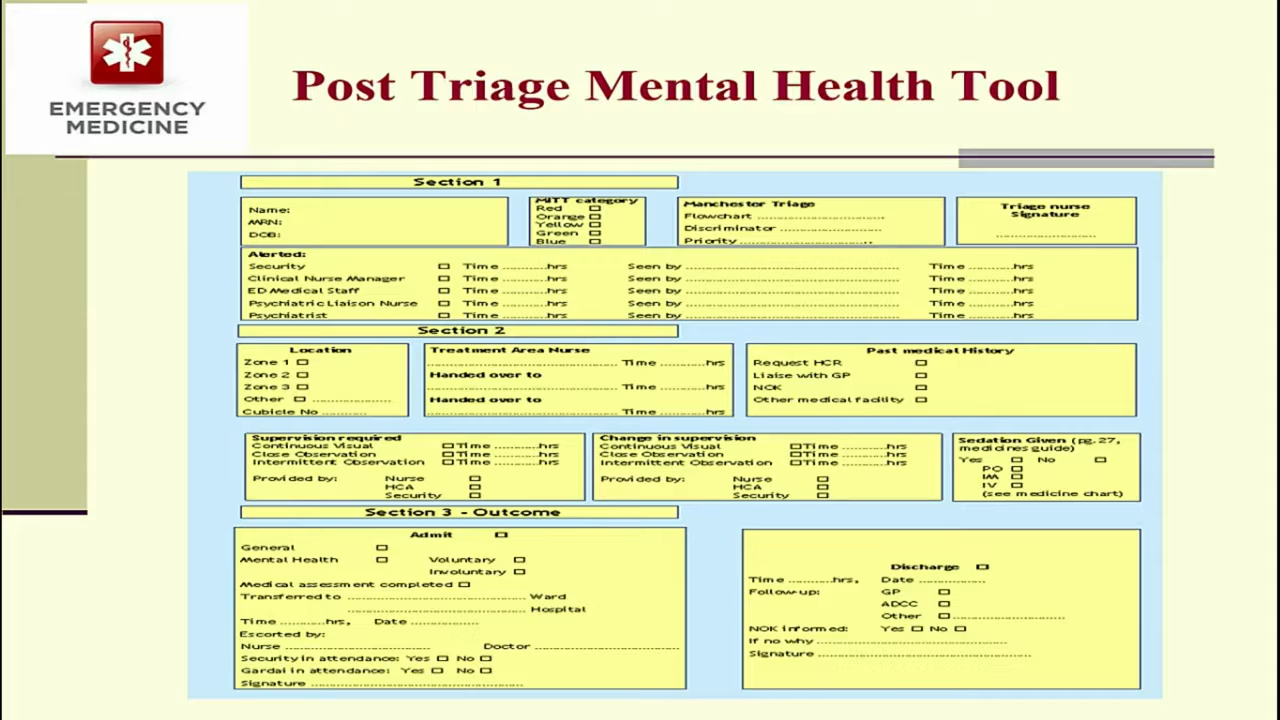 EMERGENCY
MEDICINE
Post Triage Mental Health Tool
Section 1
Name:
MRN:
DOB:
MITT category
Red
Orange
Yellow
Green
Blue
Manchester Triage
Flowchart ................................
Discriminator ..........................
Priority ...................................
Triage nurse
Signature
.........................
Alerted:
Security Time ..........hrs Seen by ...................................................... Time ..........hrs
Clinical Nurse Manager Time ..........hrs Seen by ...................................................... Time ..........hrs
ED Medical Staff Time ..........hrs Seen by ...................................................... Time ..........hrs
Psychiatric Liaison Nurse Time ..........hrs Seen by ...................................................... Time ..........hrs
Psychiatrist Time ..........hrs Seen by ...................................................... Time ..........hrs
Section 2
Location
Zone 1
Zone 2
Zone 3
Other ....................
Cubicle No ...........
Treatment Area Nurse
................................................ Time ..........hrs
Handed over to
................................................ Time ..........hrs
Handed over to
................................................ Time ..........hrs
Past medical History
Request HCR
Liaise with GP
NOK
Other medical facility
Supervision required
Continuous Visual Time ..........hrs
Close Observation Time ..........hrs
Intermittent Observation Time ..........hrs
Provided by: Nurse
HCA
Security
Change in supervision
Continuous Visual Time ..........hrs
Close Observation Time ..........hrs
Intermittent Observation Time ..........hrs
Provided by: Nurse
HCA
Security
Sedation Given (pg.27,
medicines guide)
Yes No
PO
IM
IV
(see medicine chart)
Section 3 - Outcome
Admit
General
Mental Health Voluntary
Involuntary
Medical assessment completed
Transferred to ............................................. Ward
............................................. Hospital
Time ..........hrs, Date .................
Escorted by:
Nurse .................................... Doctor ....................................
Security in attendance: Yes No
Gardai in attendance: Yes No
Signature .....................................................
Discharge
Time ..........hrs, Date .................
Follow-up: GP
ADCC
Other .............................
NOK informed: Yes No
If no why ................................................
Signature .....................................................